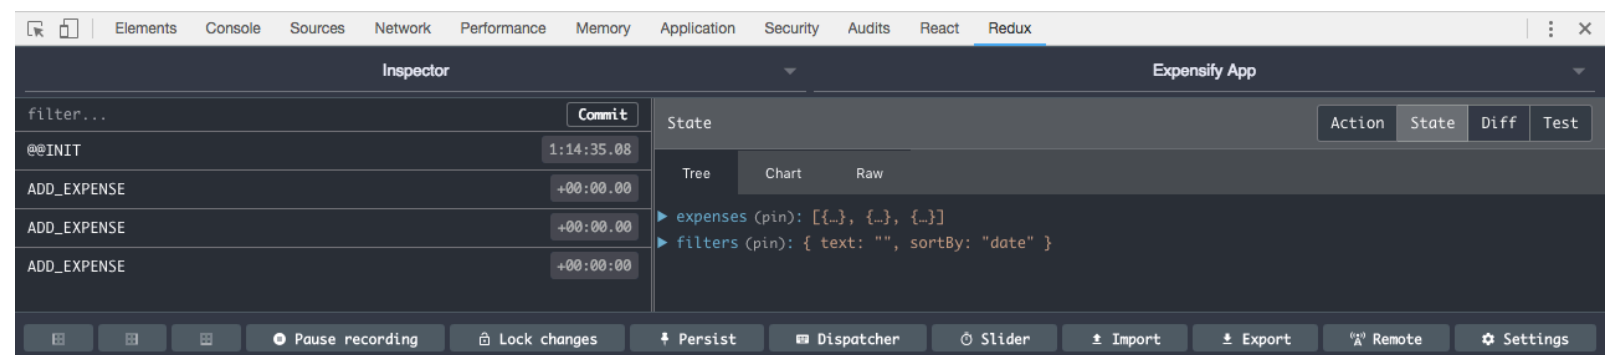 Elements Console Sources Network Performance Memory Application Security Audits React Redux
Inspector Expensify App
filter... Commit
State Action State Diff Test
@@INIT 1:14:35.08
Tree Chart Raw
ADD_EXPENSE +00:00.00
expenses (pin): [{…}, {…}, {…}]
ADD_EXPENSE +00:00.00
filters (pin): { text: "", sortBy: "date" }
ADD_EXPENSE +00:00:00
Pause recording Lock changes Persist Dispatcher Slider Import Export Remote Settings